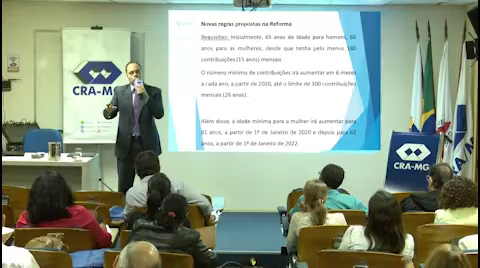 Novas regras propostas na Reforma
Requisitos: Inicialmente, 65 anos de idade para homens, 60
anos para as mulheres, desde que tenha pelo menos 180
contribuições (15 anos) mensais.
O número mínimo de contribuições irá aumentar em 6 meses
a cada ano, a partir de 2020, até o limite de 300 contribuições
mensais (25 anos).
Além disso, a idade mínima para a mulher irá aumentar para
61 anos, a partir 1º de Janeiro de 2020 e depois para 62
anos, a partir de 1º de Janeiro de 2022.
CRA-MG
CRA-MG